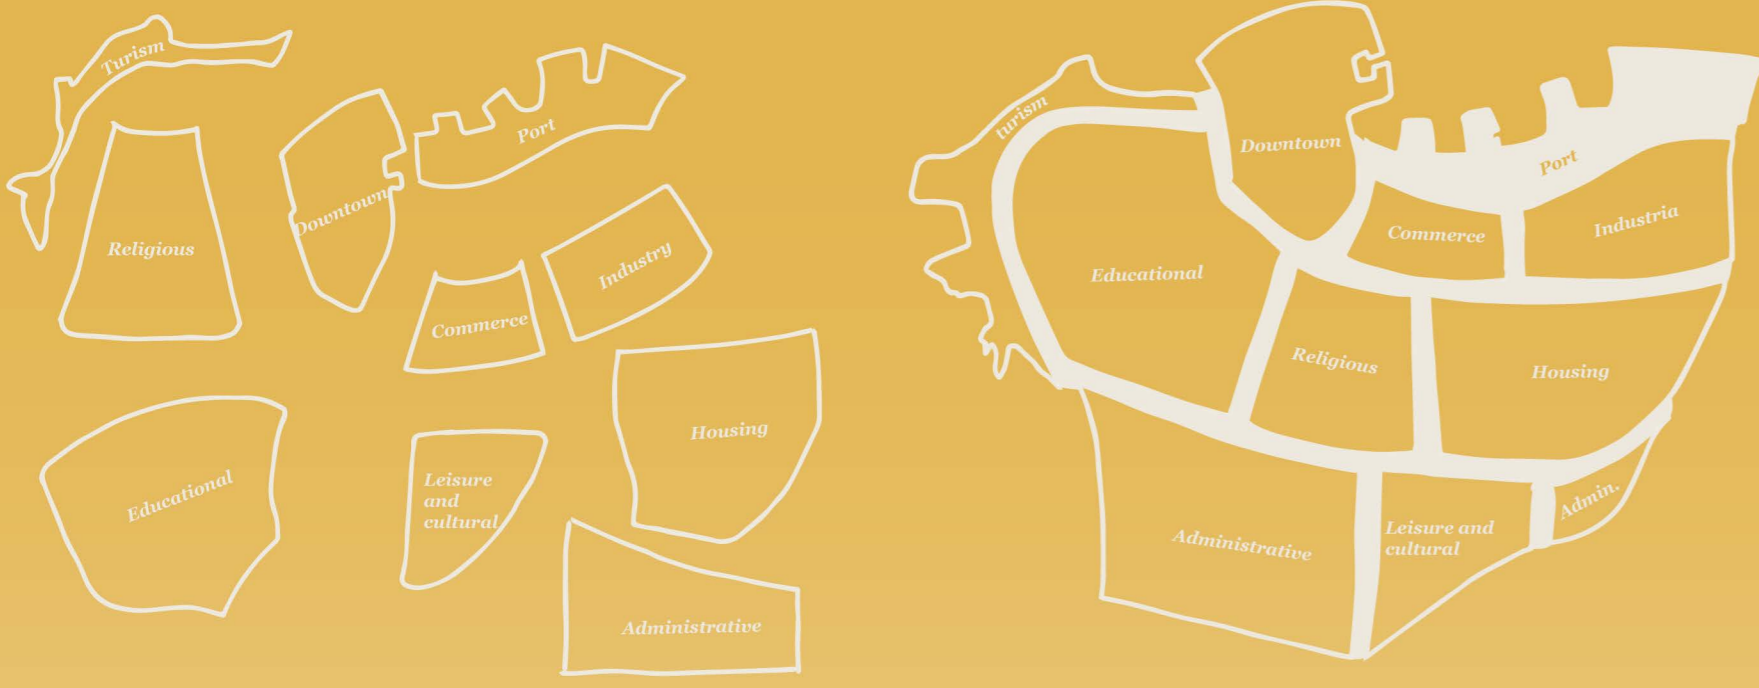 Turism
Port
Downtown
Religious
Industry
Commerce
Housing
Educational
Leisure
and
cultural
Administrative
turism
Downtown
Port
Commerce
Industria
Educational
Religious
Housing
Admin.
Administrative
Leisure and
cultural